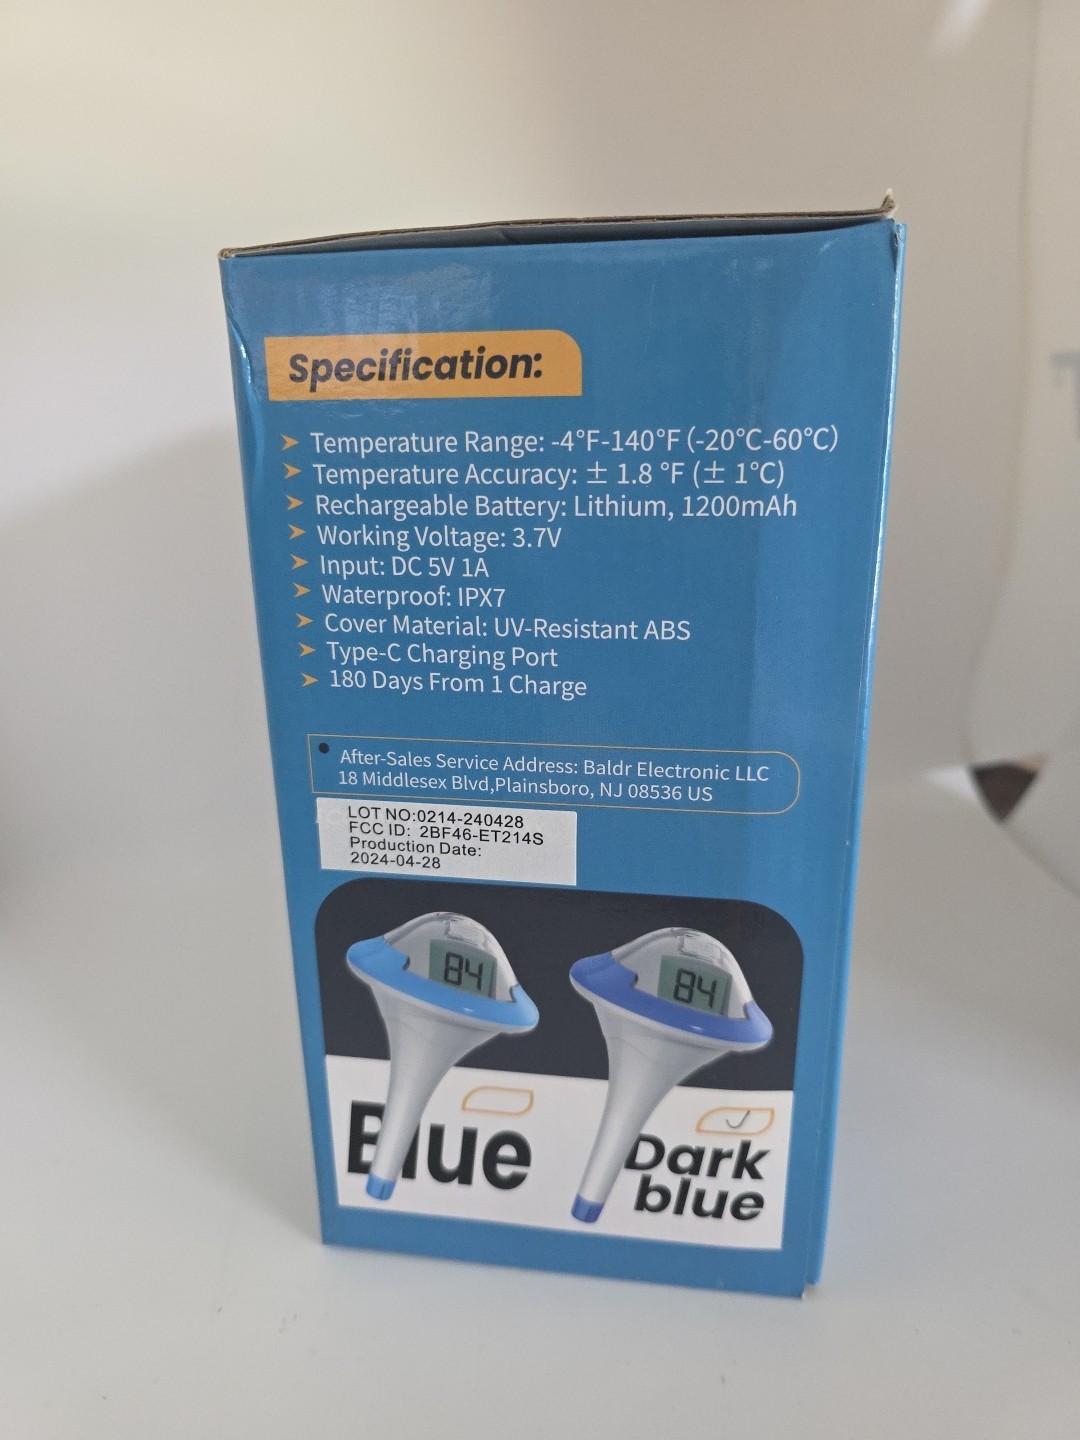 Specification:
Temperature Range: -4°F-140°F (-20°C-60°C)
Temperature Accuracy: ± 1.8 °F (± 1°C)
Rechargeable Battery: Lithium, 1200mAh
Working Voltage: 3.7V
Input: DC 5V 1A
Waterproof: IPX7
Cover Material: UV-Resistant ABS
Type-C Charging Port
180 Days From 1 Charge
After-Sales Service Address: Baldr Electronic LLC
18 Middlesex Blvd,Plainsboro, NJ 08536 US
LOT NO:0214-240428
FCC ID: 2BF46-ET214S
Production Date:
2024-04-28
84
84
Blue
Dark
blue